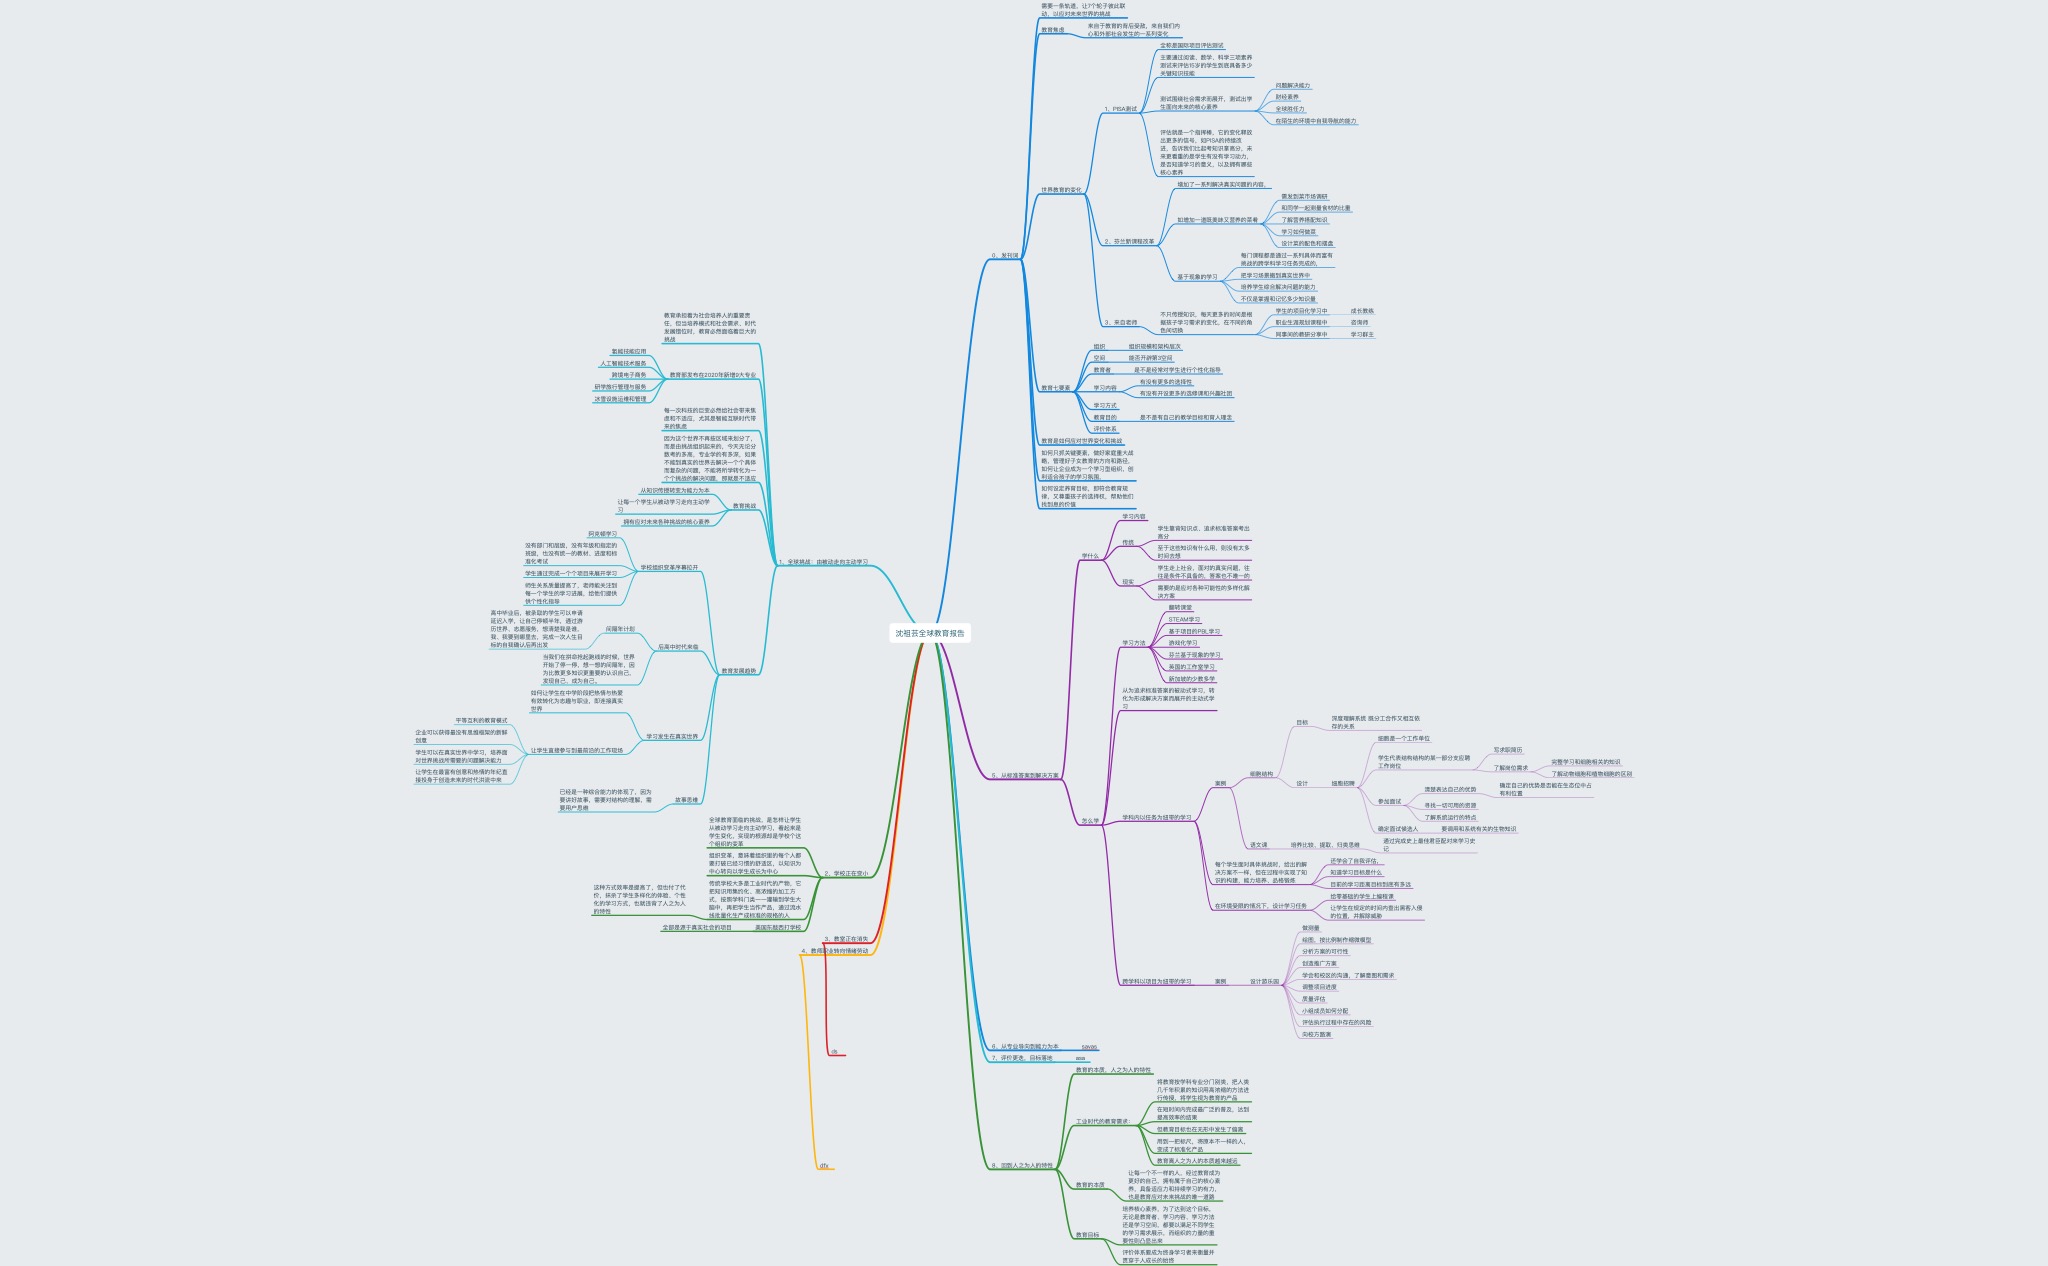 沈祖芸全球教育报告
0、发刊词
需要一条轨道，让7个轮子彼此联
动，以应对未来世界的挑战
教育焦虑
来自于教育的背后受敌，来自我们内
心和外部社会发生的一系列变化
世界教育的变化
1、PISA测试
全称是国际项目评估测试
主要通过阅读、数学、科学三项素养
测试来评估15岁的学生到底具备多少
关键知识技能
测试围绕社会需求而展开，测试出学
生面向未来的核心素养
问题解决能力
财经素养
全球胜任力
在陌生的环境中自我导航的能力
评估就是一个指挥棒，它的变化释放
出更多的信号，如PISA的持续改
进，告诉我们比起考知识拿高分，未
来更看重的是学生有没有学习动力，
是否知道学习的意义，以及拥有哪些
核心素养
2、芬兰新课程改革
增加了一系列解决真实问题的内容，
如增加一道既美味又营养的菜肴
需发到菜市场调研
和同学一起测量食材的比重
了解营养搭配知识
学习如何做菜
设计菜的配色和摆盘
基于现象的学习
每门课程都是通过一系列具体而富有
挑战的跨学科学习任务完成的，
把学习场景搬到真实世界中
培养学生综合解决问题的能力
不仅是掌握和记忆多少知识量
3、来自老师
不只传授知识，每天更多的时间是根
据孩子学习需求的变化，在不同的角
色间切换
学生的项目化学习中
成长教练
职业生涯规划课程中
咨询师
同事间的教研分享中
学习群主
教育七要素
组织
组织规模和架构层次
空间
能否开辟第3空间
教育者
是不是经常对学生进行个性化指导
学习内容
有没有更多的选择性
有没有开设更多的选修课和兴趣社团
学习方式
教育目的
是不是有自己的教学目标和育人理念
评价体系
教育是如何应对世界变化和挑战
如何只抓关键要素，做好家庭重大战
略，管理好子女教育的方向和路径，
如何让企业成为一个学习型组织，创
利适合孩子的学习氛围，
如何设定养育目标，即符合教育规
律，又尊重孩子的选择权，帮助他们
找到息的价值
1、全球挑战：由被动走向主动学习
教育承担着为社会培养人的重要责
任，但当培养模式和社会需求、时代
发展错位时，教育必然面临着巨大的
挑战
教育部发布在2020年新增9大专业
氢能技能应用
人工智能技术服务
跨境电子商务
研学旅行管理与服务
冰雪设施运维和管理
每一次科技的巨变必然给社会带来焦
虑和不适应，尤其是智能互联时代带
来的焦虑
因为这个世界不再按区域来划分了，
而是由挑战组织起来的，今天无论分
数考的多高，专业学的有多深，如果
不能到真实的世界去解决一个个具体
而复杂的问题，不能将所学转化为一
个个挑战的解决问题，那就是不适应
教育挑战
从知识传授转变为能力为本
让每一个学生从被动学习走向主动学
习
拥有应对未来各种挑战的核心素养
教育发展趋势
学校组织变革序幕拉开
阿克顿学习
没有部门和层级，没有年级和指定的
班级，也没有统一的教材、进度和标
准化考试
学生通过完成一个个项目来展开学习
师生关系质量提高了，老师能关注到
每一个学生的学习进展，给他们提供
供个性化指导
后高中时代来临
间隔年计划
高中毕业后，被录取的学生可以申请
延迟入学，让自己停顿半年，通过游
历世界、志愿服务，想清楚我是谁，
我，我要到哪里去，完成一次人生目
标的自我确认后再出发
当我们在拼命抢起跑线的时候，世界
开始了停一停，想一想的间隔年，因
为比教更多知识更重要的认识自己，
发现自己，成为自己。
学习发生在真实世界
如何让学生在中学阶段把热情与热爱
有效转化为志趣与职业，即连接真实
世界
让学生直接参与到最前沿的工作现场
平等互利的教育模式
企业可以获得最没有思维框架的新鲜
创意
学生可以在真实世界中学习，培养面
对世界挑战所需要的问题解决能力
让学生在最富有创意和热情的年纪直
接投身于创造未来的时代洪流中来
故事思维
已经是一种综合能力的体现了，因为
要讲好故事，需要对结构的理解，需
要用户思维
2、学校正在变小
全球教育面临的挑战，是怎样让学生
从被动学习走向主动学习，看起来是
学生变化，实现的根源却是学校个这
个组织的变革
组织变革，意味着组织里的每个人都
要打破已经习惯的舒适区，以知识为
中心转向以学生成长为中心
传统学校大多是工业时代的产物，它
把知识用集约化、高浓缩的加工方
式，按照学科门类一一灌输到学生大
脑中，再把学生当作产品，通过流水
线批量化生产成标准的规格的人
这种方式效率是提高了，但也付了代
价，抹杀了学生多样化的体验、个性
化的学习方式，也就违背了人之为人
的特性
美国东盐西打学校
全部是源于真实社会的项目
3、教室正在消失
ds
4、教师职业转向情绪劳动
dfx
5、从标准答案到解决方案
学什么
学习内容
传统
学生要背知识点，追求标准答案考出
高分
至于这些知识有什么用，则没有太多
时间去想
现实
学生走上社会，面对的真实问题，往
往是条件不具备的，答案也不唯一的
需要的是应对各种可能性的多样化解
决方案
怎么学
学习方法
翻转课堂
STEAM学习
基于项目的PBL学习
游戏化学习
芬兰基于现象的学习
英国的工作室学习
新加坡的少教多学
从为追求标准答案的被动式学习，转
化为形成解决方案而展开的主动式学
习
学科内以任务为纽带的学习
案例
细胞结构
目标
深度理解系统 既分工合作又相互依
存的关系
设计
细胞招聘
细胞是一个工作单位
学生代表结构结构的某一部分去应聘
工作岗位
写求职简历
了解岗位需求
完整学习和细胞相关的知识
了解动物细胞和植物细胞的区别
参加面试
清楚表达自己的优势
确定自己的优势是否能在生态位中占
有利位置
寻找一切可用的资源
了解系统运行的特点
确定面试候选人
要调用和系统有关的生物知识
语文课
培养比较、提取、归类思维
通过完成史上最佳君臣配对来学习史
记
每个学生面对具体挑战时，给出的解
决方案不一样，但在过程中实现了知
识的构建、能力培养、品格锻炼
还学会了自我评估，
知道学习目标是什么
目前的学习距离目标到底有多远
在环境受限的情况下，设计学习任务
给零基础的学生上编程课
让学生在规定的时间内查出黑客入侵
的位置，并解除威胁
跨学科以项目为纽带的学习
案例
设计游乐园
做测量
绘图，按比例制作缩微模型
分析方案的可行性
创造推广方案
学会和校区的沟通，了解意图和需求
调整项目进度
质量评估
小组成员如何分配
评估执行过程中存在的风险
向校方路演
6、从专业导向到能力为本
savas
7、评价更迭，目标落地
asa
8、回到人之为人的特性
教育的本质，人之为人的特性
工业时代的教育需求：
将教育按学科专业分门别类，把人类
几千年积累的知识用高浓缩的方法进
行传授，将学生视为教育的产品
在短时间内完成最广泛的普及，达到
最高效率的结果
但教育目标也在无形中发生了偏离
用到一把标尺，将原本不一样的人，
变成了标准化产品
教育离人之为人的本质越来越远
教育的本质
让每一个不一样的人，经过教育成为
更好的自己，拥有属于自己的核心素
养，具备适应力和持续学习的有力，
也是教育应对未来挑战的唯一道路
教育目标
培养核心素养，为了达到这个目标，
无论是教育者，学习内容，学习方法
还是学习空间，都要以满足不同学生
的学习需求展示，而组织的力量的重
要性则凸显出来
评价体系要成为终身学习者来衡量并
贯穿于人成长的始终